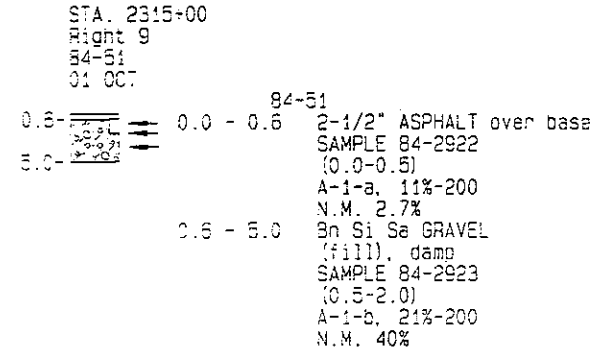 STA. 2315+00
Right 9
84-51
01 OCT
84-51
0.6- 0.0 - 0.6 2-1/2" ASPHALT over base
SAMPLE 84-2922
(0.0-0.5)
A-1-a, 11%-200
N.M. 2.7%
5.0- 0.6 - 5.0 Bn Si Sa GRAVEL
(fill), damp
SAMPLE 84-2923
(0.5-2.0)
A-1-b, 21%-200
N.M. 40%